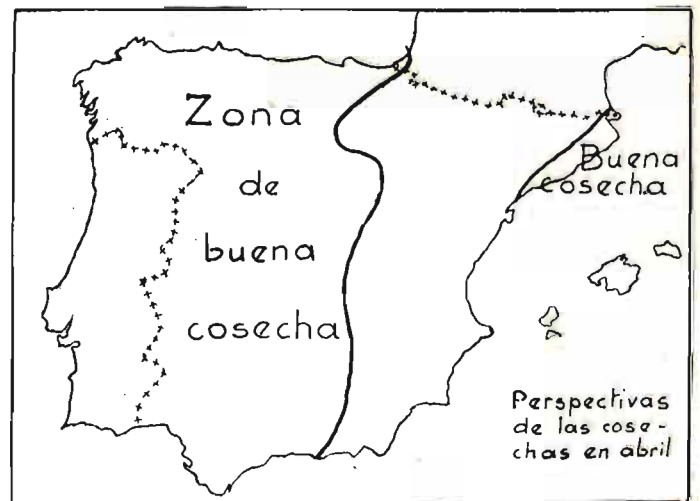 Zona
de
buena
cosecha
Buena
cosecha
Perspectivas
de las cose-
chas en abril